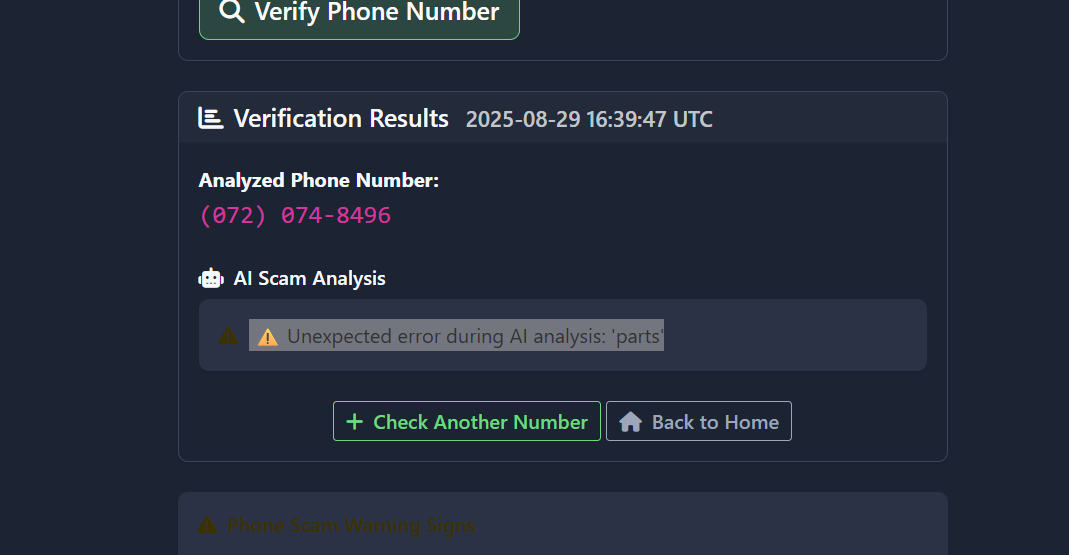 Verify Phone Number
Verification Results 2025-08-29 16:39:47 UTC
Analyzed Phone Number:
(072) 074-8496
AI Scam Analysis
Unexpected error during AI analysis: 'parts'
Check Another Number
Back to Home
Phone Scam Warning Signs